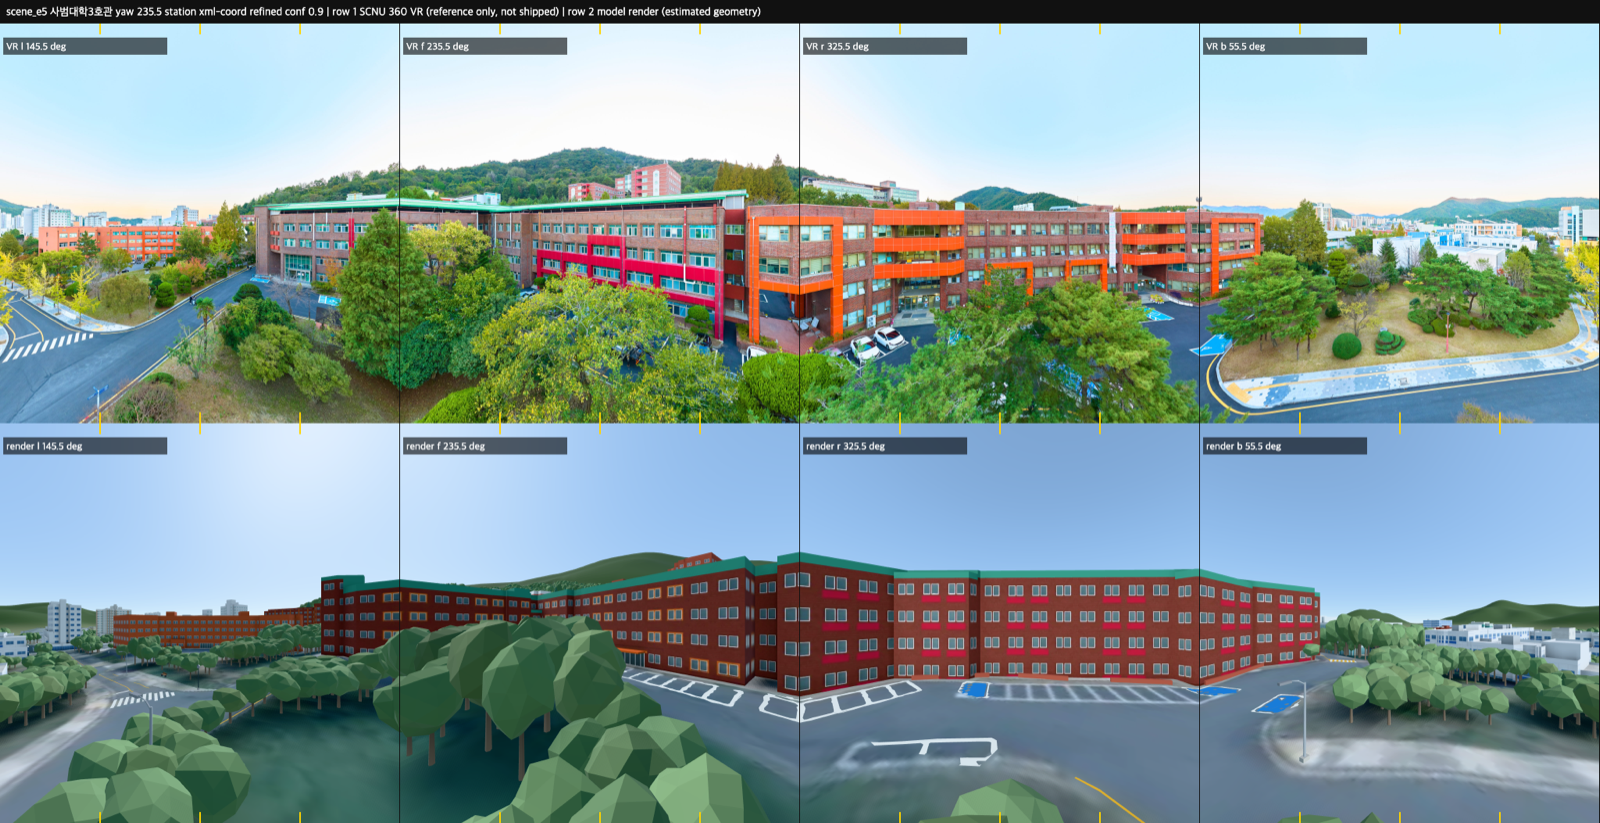 scene_e5 사범대학3호관 yaw 235.5 station xml-coord refined conf 0.9 | row 1 SCNU 360 VR (reference only, not shipped) | row 2 model render (estimated geometry)
VR l 145.5 deg
VR f 235.5 deg
VR r 325.5 deg
VR b 55.5 deg
render l 145.5 deg
render f 235.5 deg
render r 325.5 deg
render b 55.5 deg